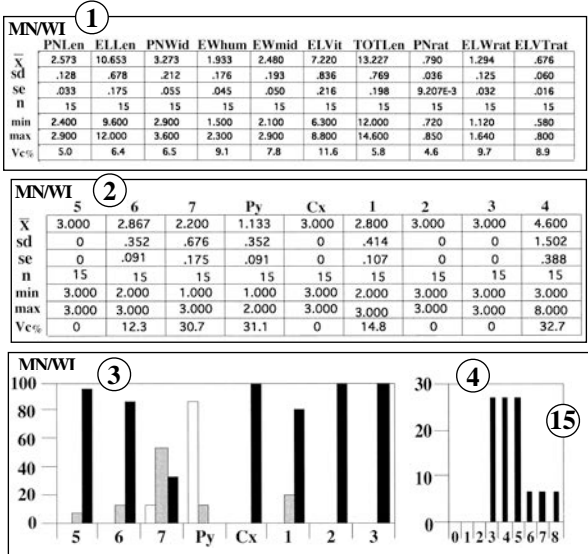 MN/WI 1
PNLen ELLen PNWid EWhum EWmid ELVit TOTLen PNrat ELWrat ELVTrat
X̄ 2.573 10.653 3.273 1.933 2.480 7.220 13.227 .790 1.294 .676
sd .128 .678 .212 .176 .193 .836 .769 .036 .125 .060
se .033 .175 .055 .045 .050 .216 .198 9.207E-3 .032 .016
n 15 15 15 15 15 15 15 15 15 15
min 2.400 9.600 2.900 1.500 2.100 6.300 12.000 .720 1.120 .580
max 2.900 12.000 3.600 2.300 2.900 8.800 14.600 .850 1.640 .800
Vc% 5.0 6.4 6.5 9.1 7.8 11.6 5.8 4.6 9.7 8.9
MN/WI 2
5 6 7 Py Cx 1 2 3 4
X̄ 3.000 2.867 2.200 1.133 3.000 2.800 3.000 3.000 4.600
sd 0 .352 .676 .352 0 .414 0 0 1.502
se 0 .091 .175 .091 0 .107 0 0 .388
n 15 15 15 15 15 15 15 15 15
min 3.000 2.000 1.000 1.000 3.000 2.000 3.000 3.000 3.000
max 3.000 3.000 3.000 2.000 3.000 3.000 3.000 3.000 8.000
Vc% 0 12.3 30.7 31.1 0 14.8 0 0 32.7
MN/WI 3
100
80
60
40
20
0
5 6 7 Py Cx 1 2 3
4
30
20
10
0
15
0 1 2 3 4 5 6 7 8